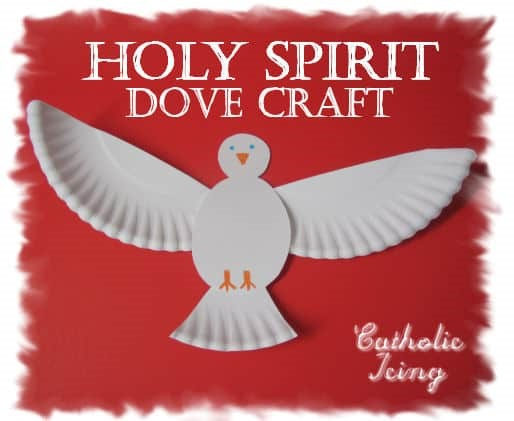 HOLY SPIRIT
DOVE CRAFT
Catholic
Icing